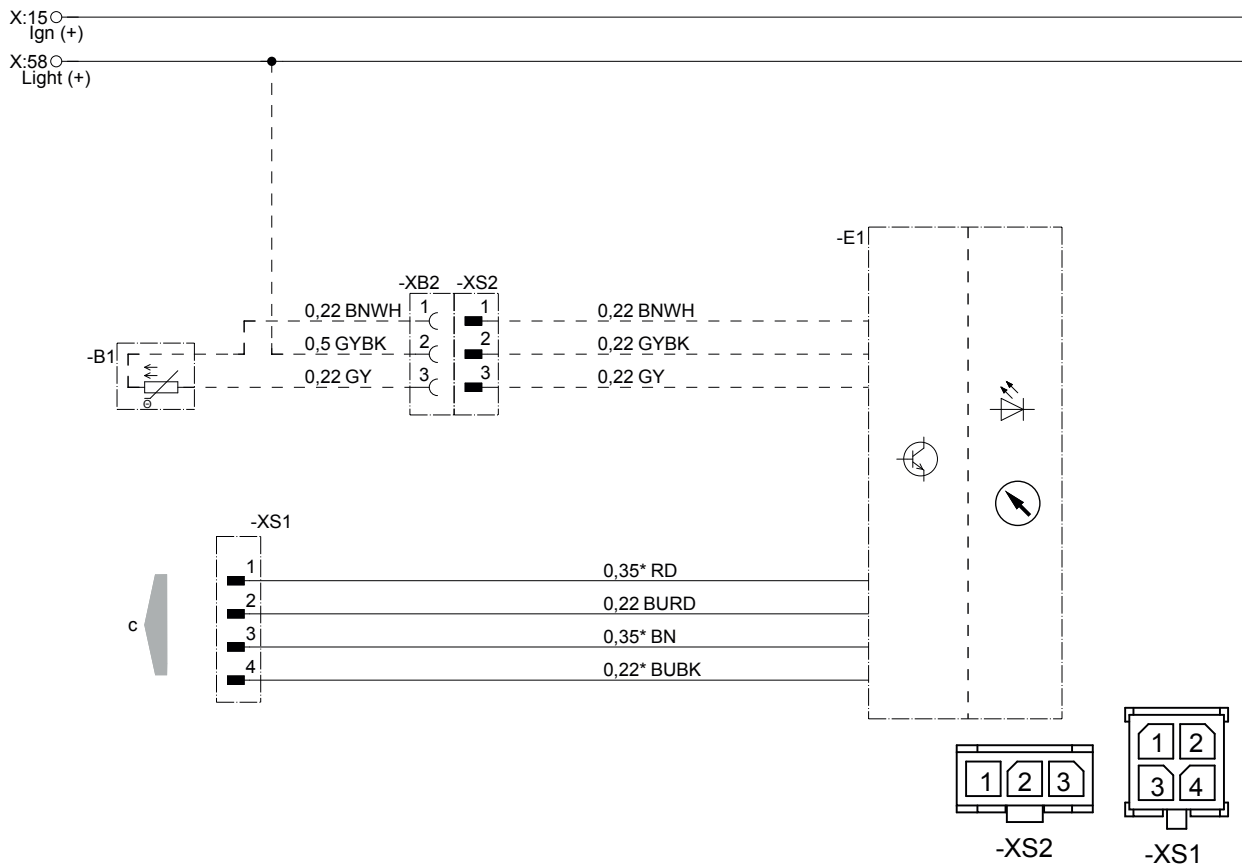 X:15
Ign (+)
X:58
Light (+)
-E1
-XB2 -XS2
0,22 BNWH 1 1 0,22 BNWH
-B1 0,5 GYBK 2 2 0,22 GYBK
0,22 GY 3 3 0,22 GY
Θ
-XS1
1 0,35* RD
2 0,22 BURD
c
3 0,35* BN
4 0,22* BUBK
1 2 3
-XS2
1 2
3 4
-XS1